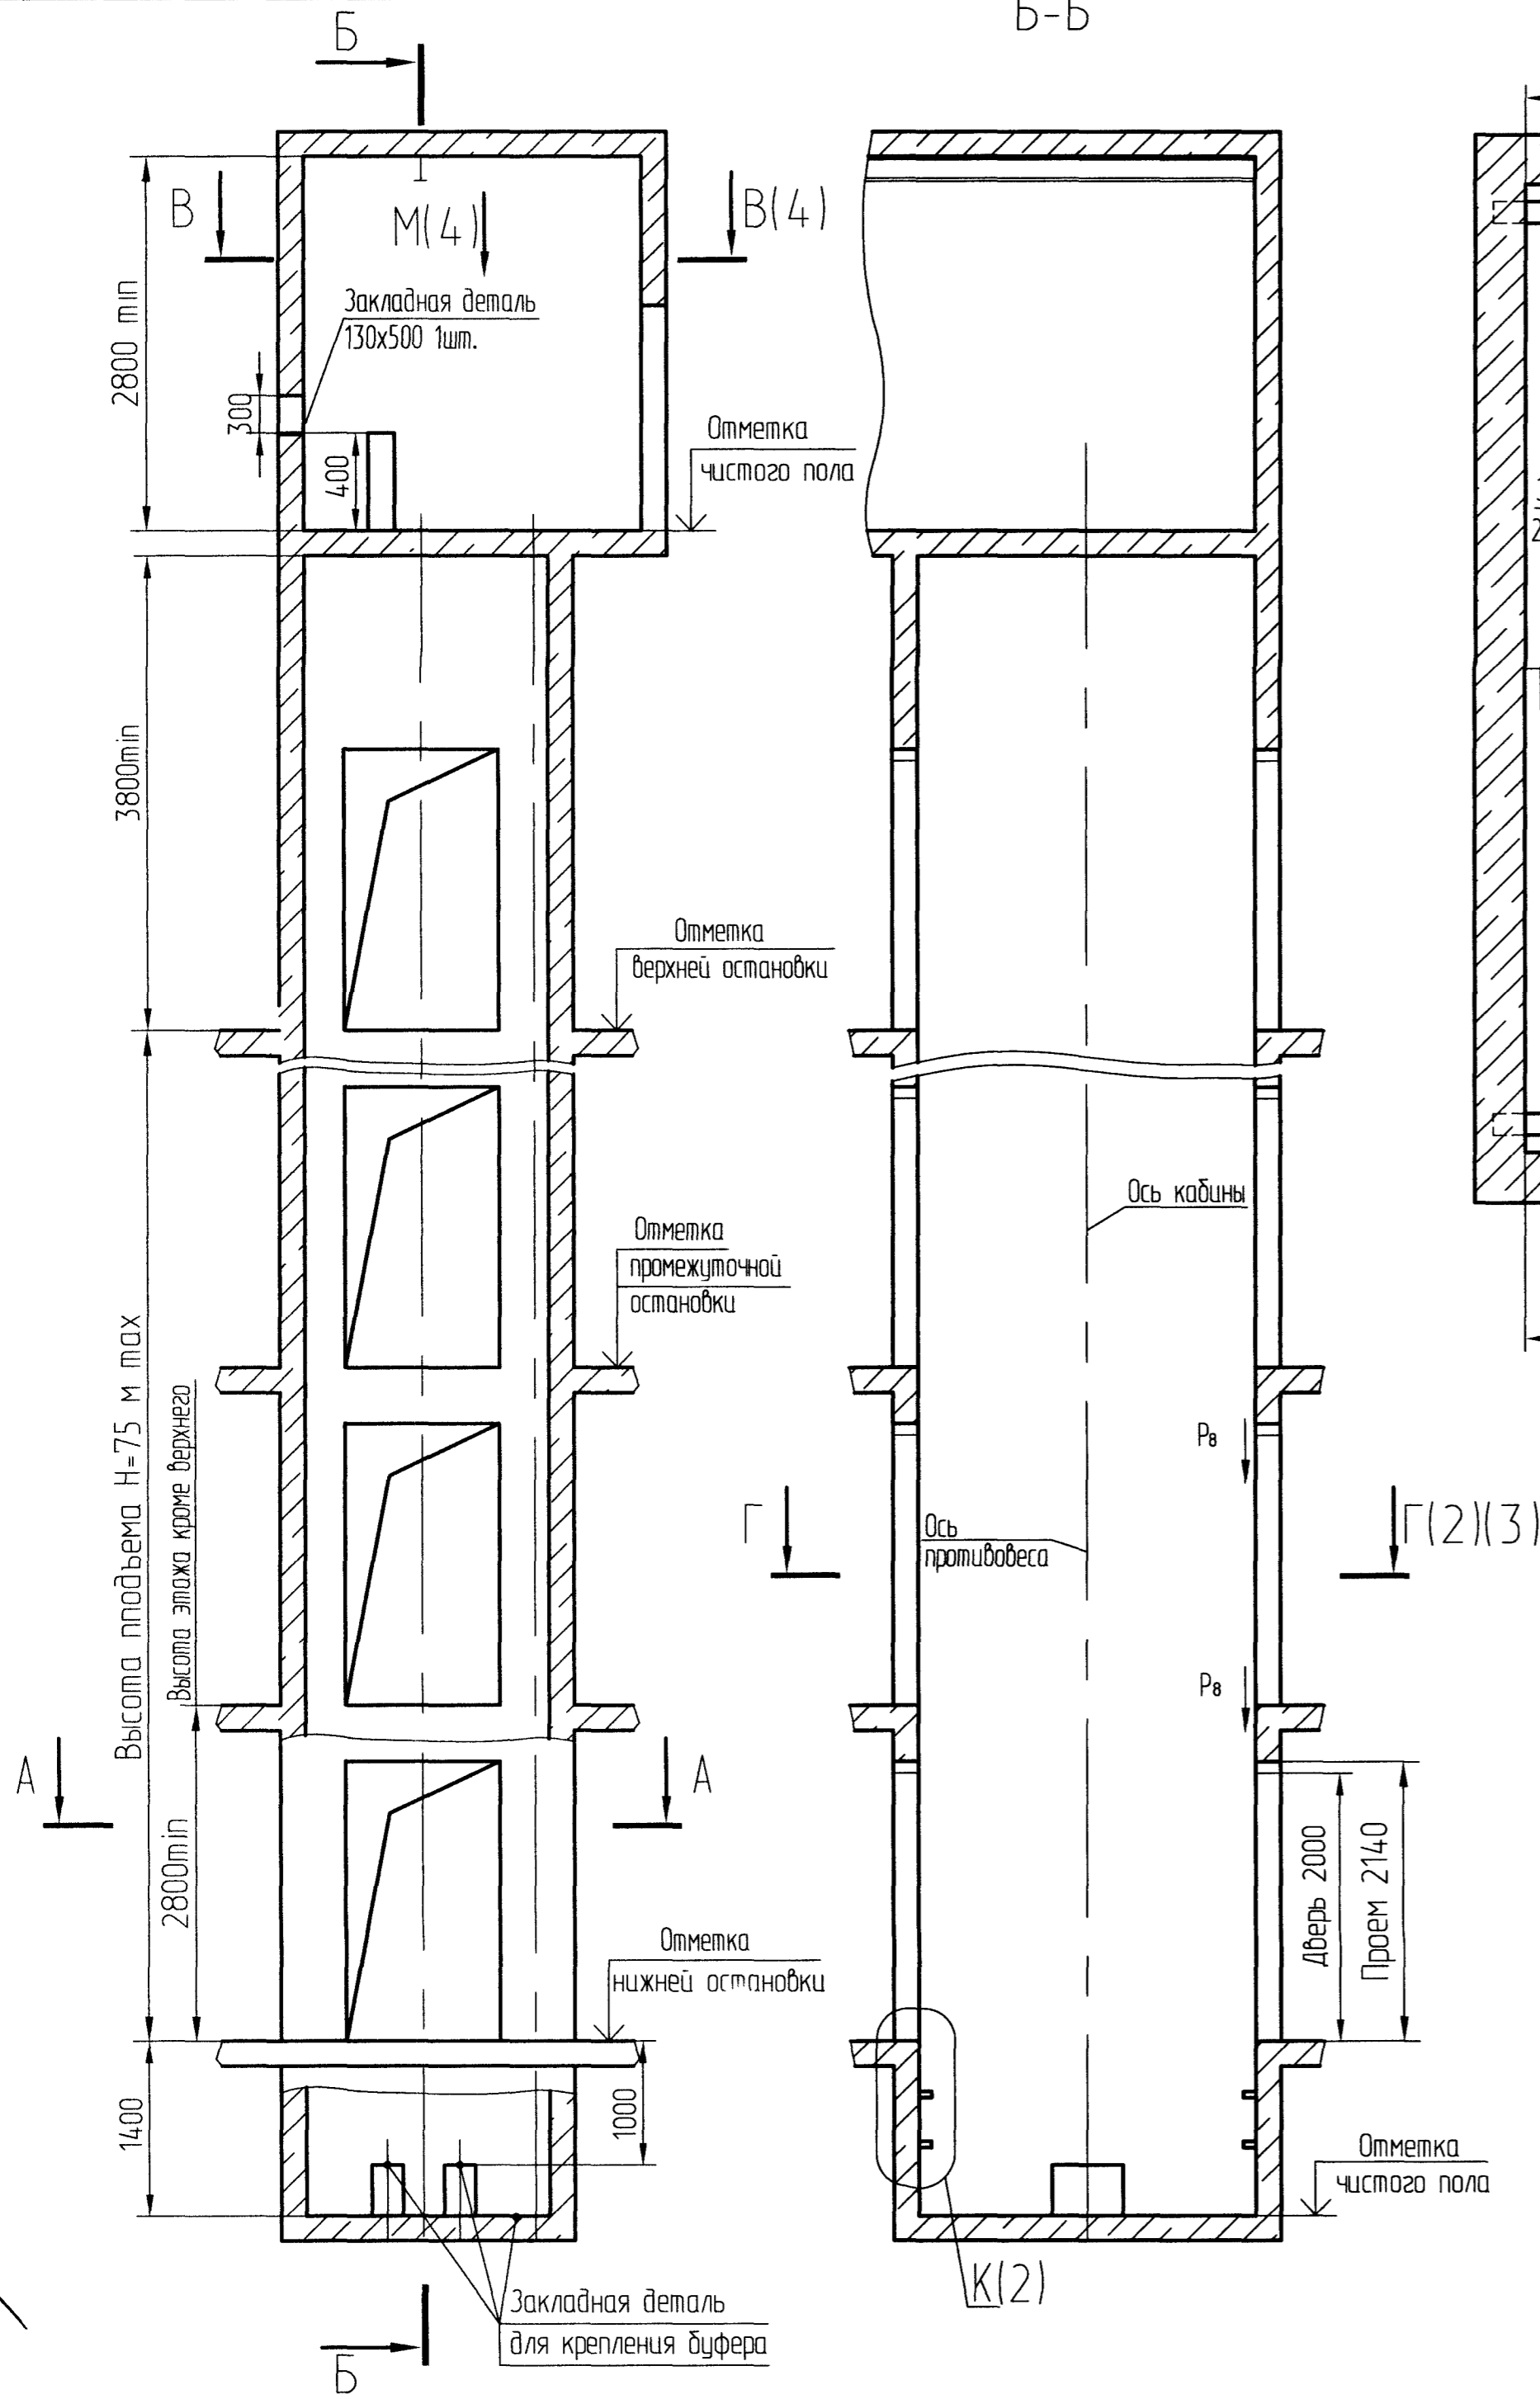 Б
Б-Б
В
М(4)
В(4)
Закладная деталь
130х500 1шт.
2800 min
300
400
Отметка
чистого пола
2
3800min
Отметка
верхней остановки
Ось кабины
Отметка
промежуточной
остановки
Высота пподъема Н=75 м max
Высота этажа кроме верхнего
Р8
Г
Г(2)(3)
Ось
противовеса
Р8
А
А
2800min
Дверь 2000
Проем 2140
Отметка
нижней остановки
1400
1000
Отметка
чистого пола
К(2)
Закладная деталь
для крепления буфера
Б